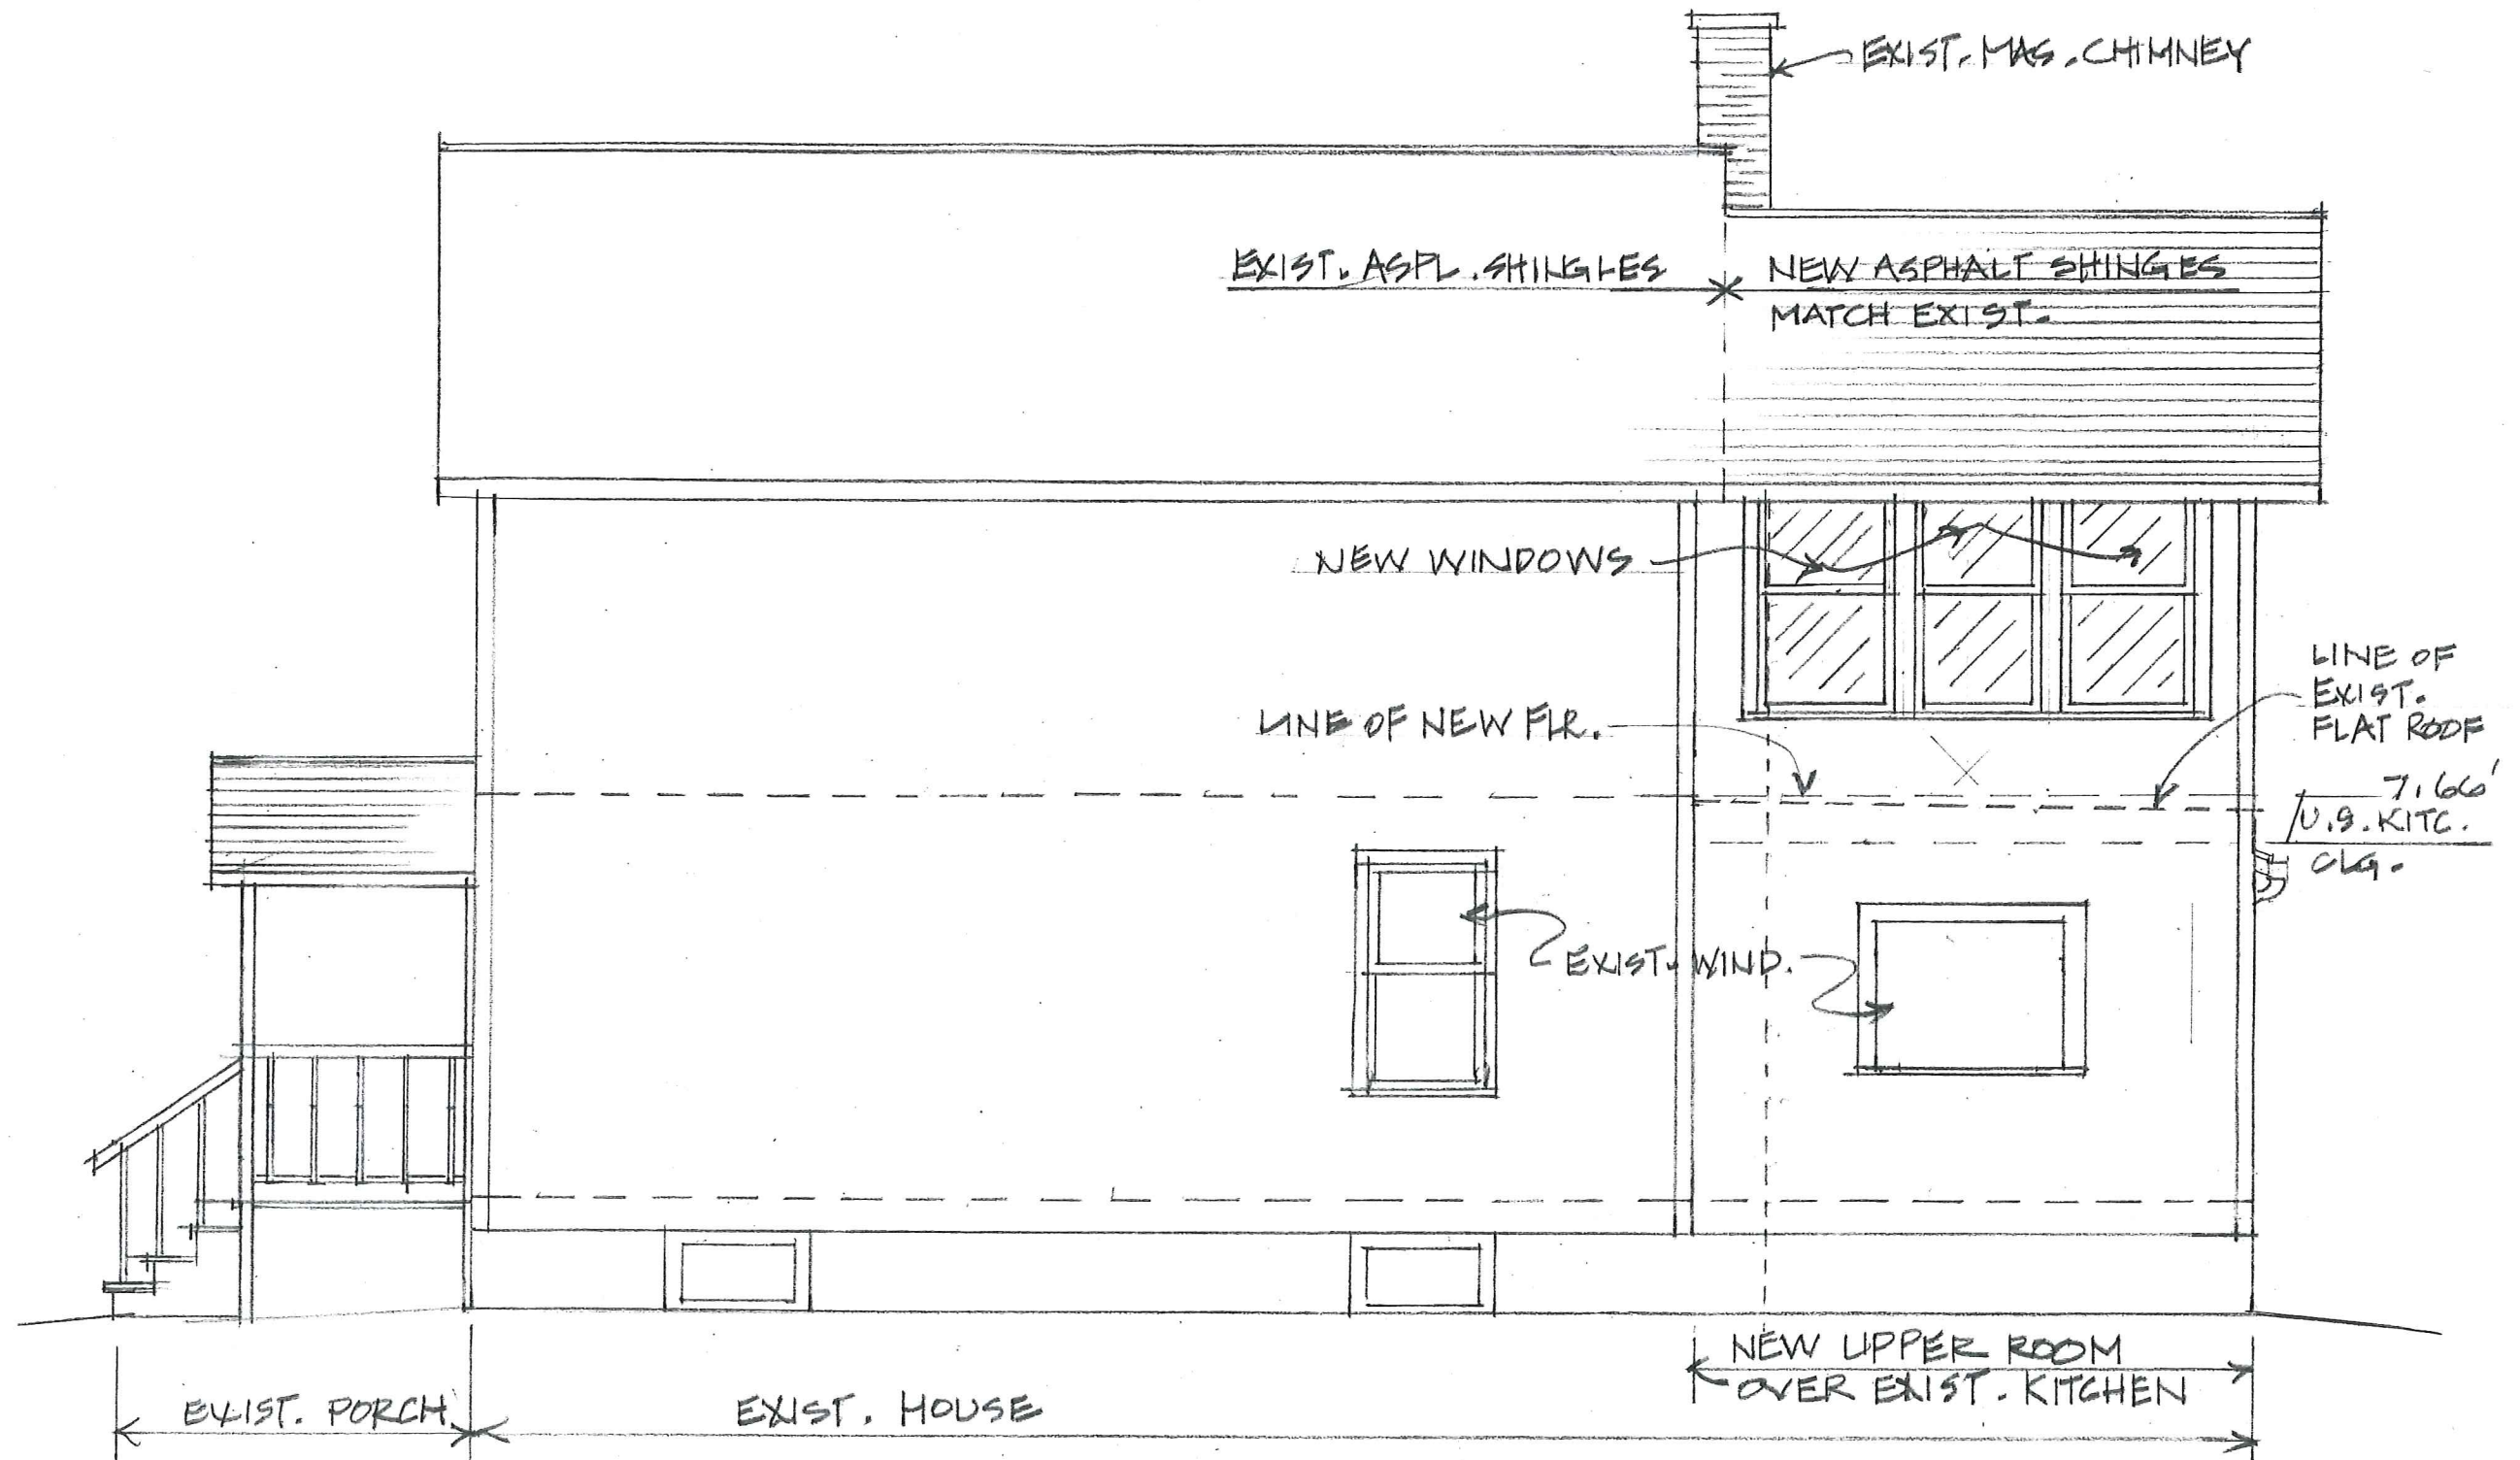 EXIST. MAS. CHIMNEY
EXIST. ASPL. SHINGLES
NEW ASPHALT SHINGES
MATCH EXIST.
NEW WINDOWS
LINE OF NEW FLR.
LINE OF
EXIST.
FLAT ROOF
7.66'
U.S. KITC.
CLG.
EXIST. WIND.
NEW UPPER ROOM
OVER EXIST. KITCHEN
EXIST. PORCH
EXIST. HOUSE